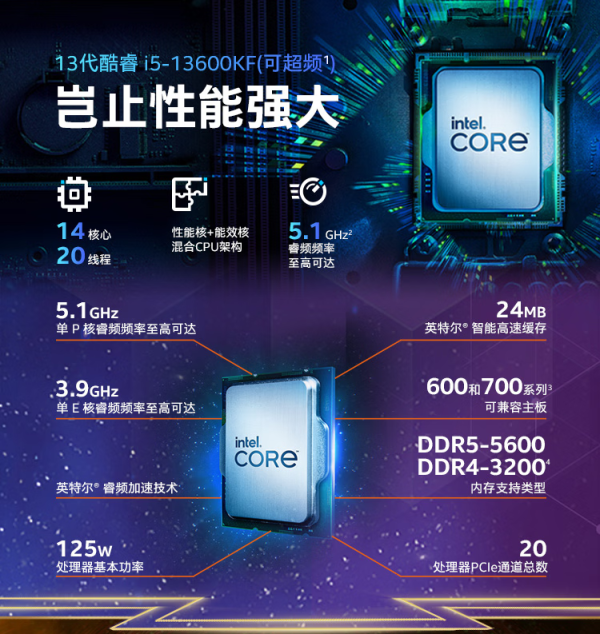 13代酷睿 i5-13600KF(可超频¹)
岂止性能强大
intel.
CORE™
14 核心
20 线程
性能核+能效核
混合CPU架构
5.1 GHz²
睿频频率
至高可达
5.1GHz
单 P 核睿频频率至高可达
24MB
英特尔® 智能高速缓存
3.9GHz
单 E 核睿频频率至高可达
600和700系列³
可兼容主板
intel.
CORE™
英特尔® 睿频加速技术
DDR5-5600
DDR4-3200⁴
内存支持类型
125W
处理器基本功率
20
处理器PCIe通道总数